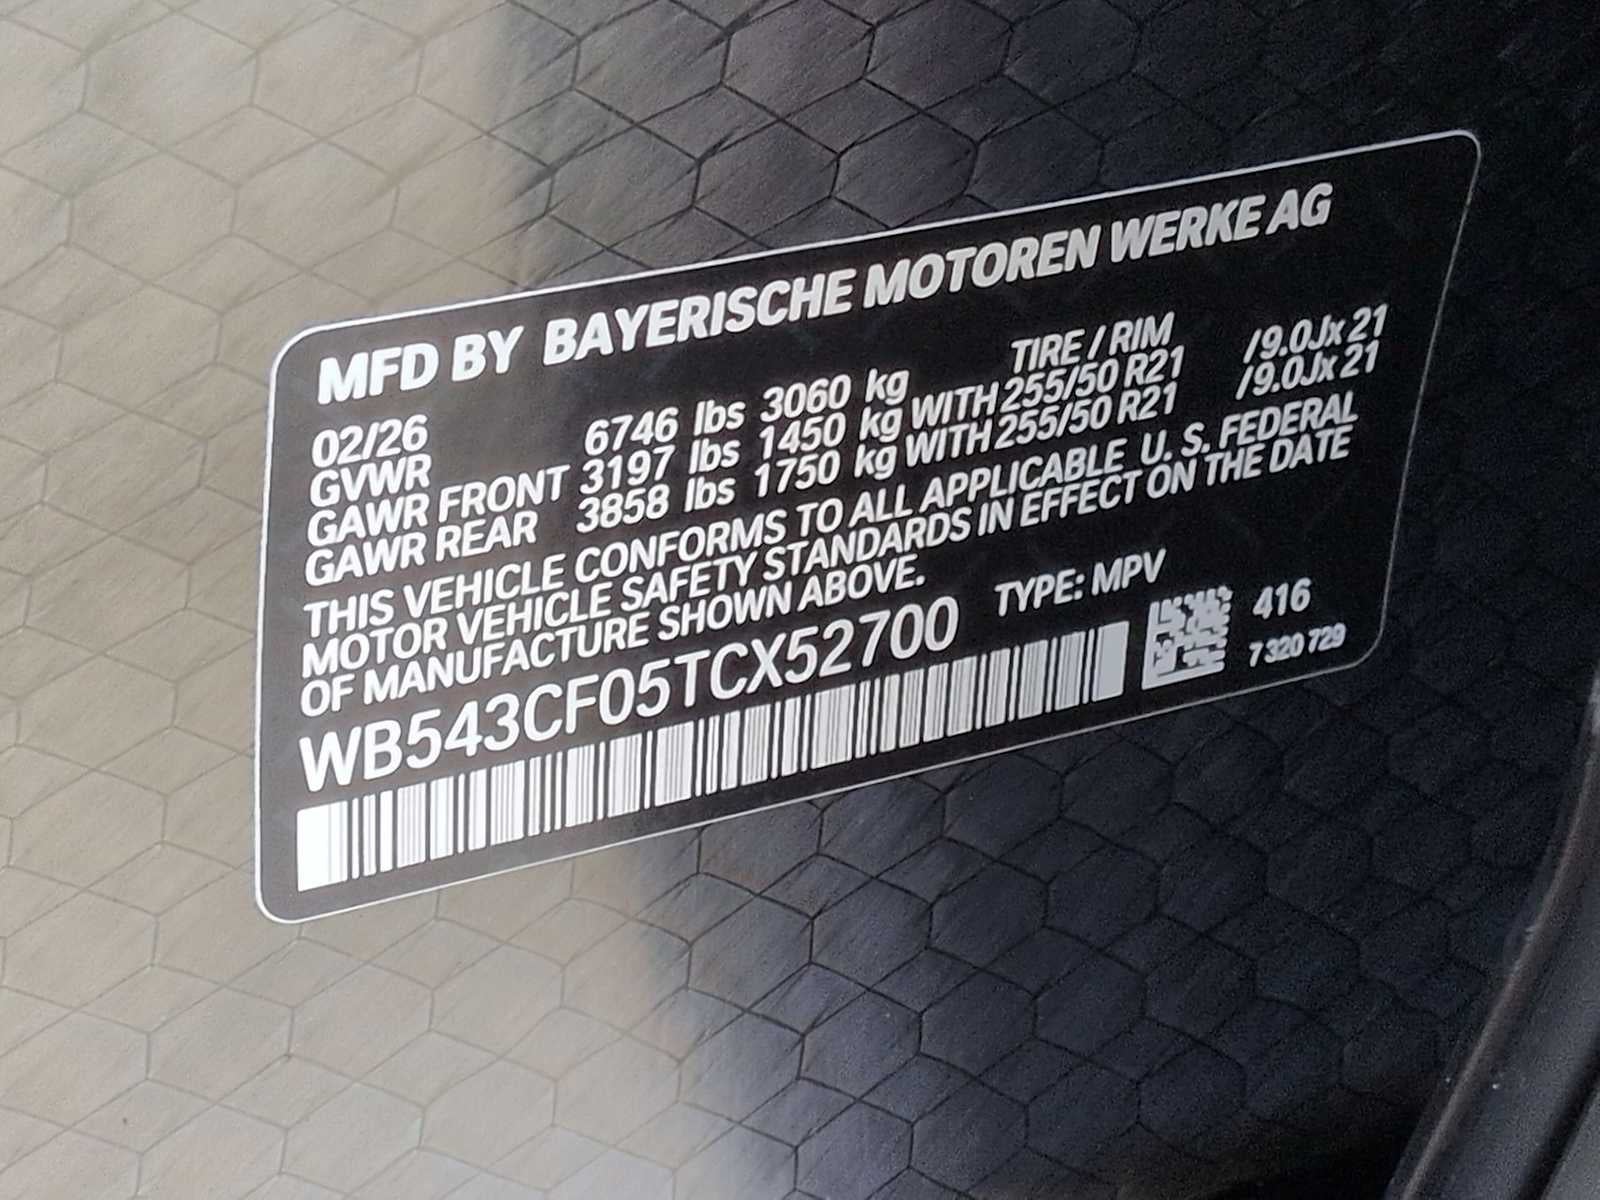 MFD BY BAYERISCHE MOTOREN WERKE AG
02/26 TIRE / RIM
GVWR 6746 lbs 3060 kg
GAWR FRONT 3197 lbs 1450 kg WITH 255/50 R21 /9.0Jx 21
GAWR REAR 3858 lbs 1750 kg WITH 255/50 R21 /9.0Jx 21
THIS VEHICLE CONFORMS TO ALL APPLICABLE U. S. FEDERAL
MOTOR VEHICLE SAFETY STANDARDS IN EFFECT ON THE DATE
OF MANUFACTURE SHOWN ABOVE.
WB543CF05TCX52700 TYPE: MPV
416
7 320 729